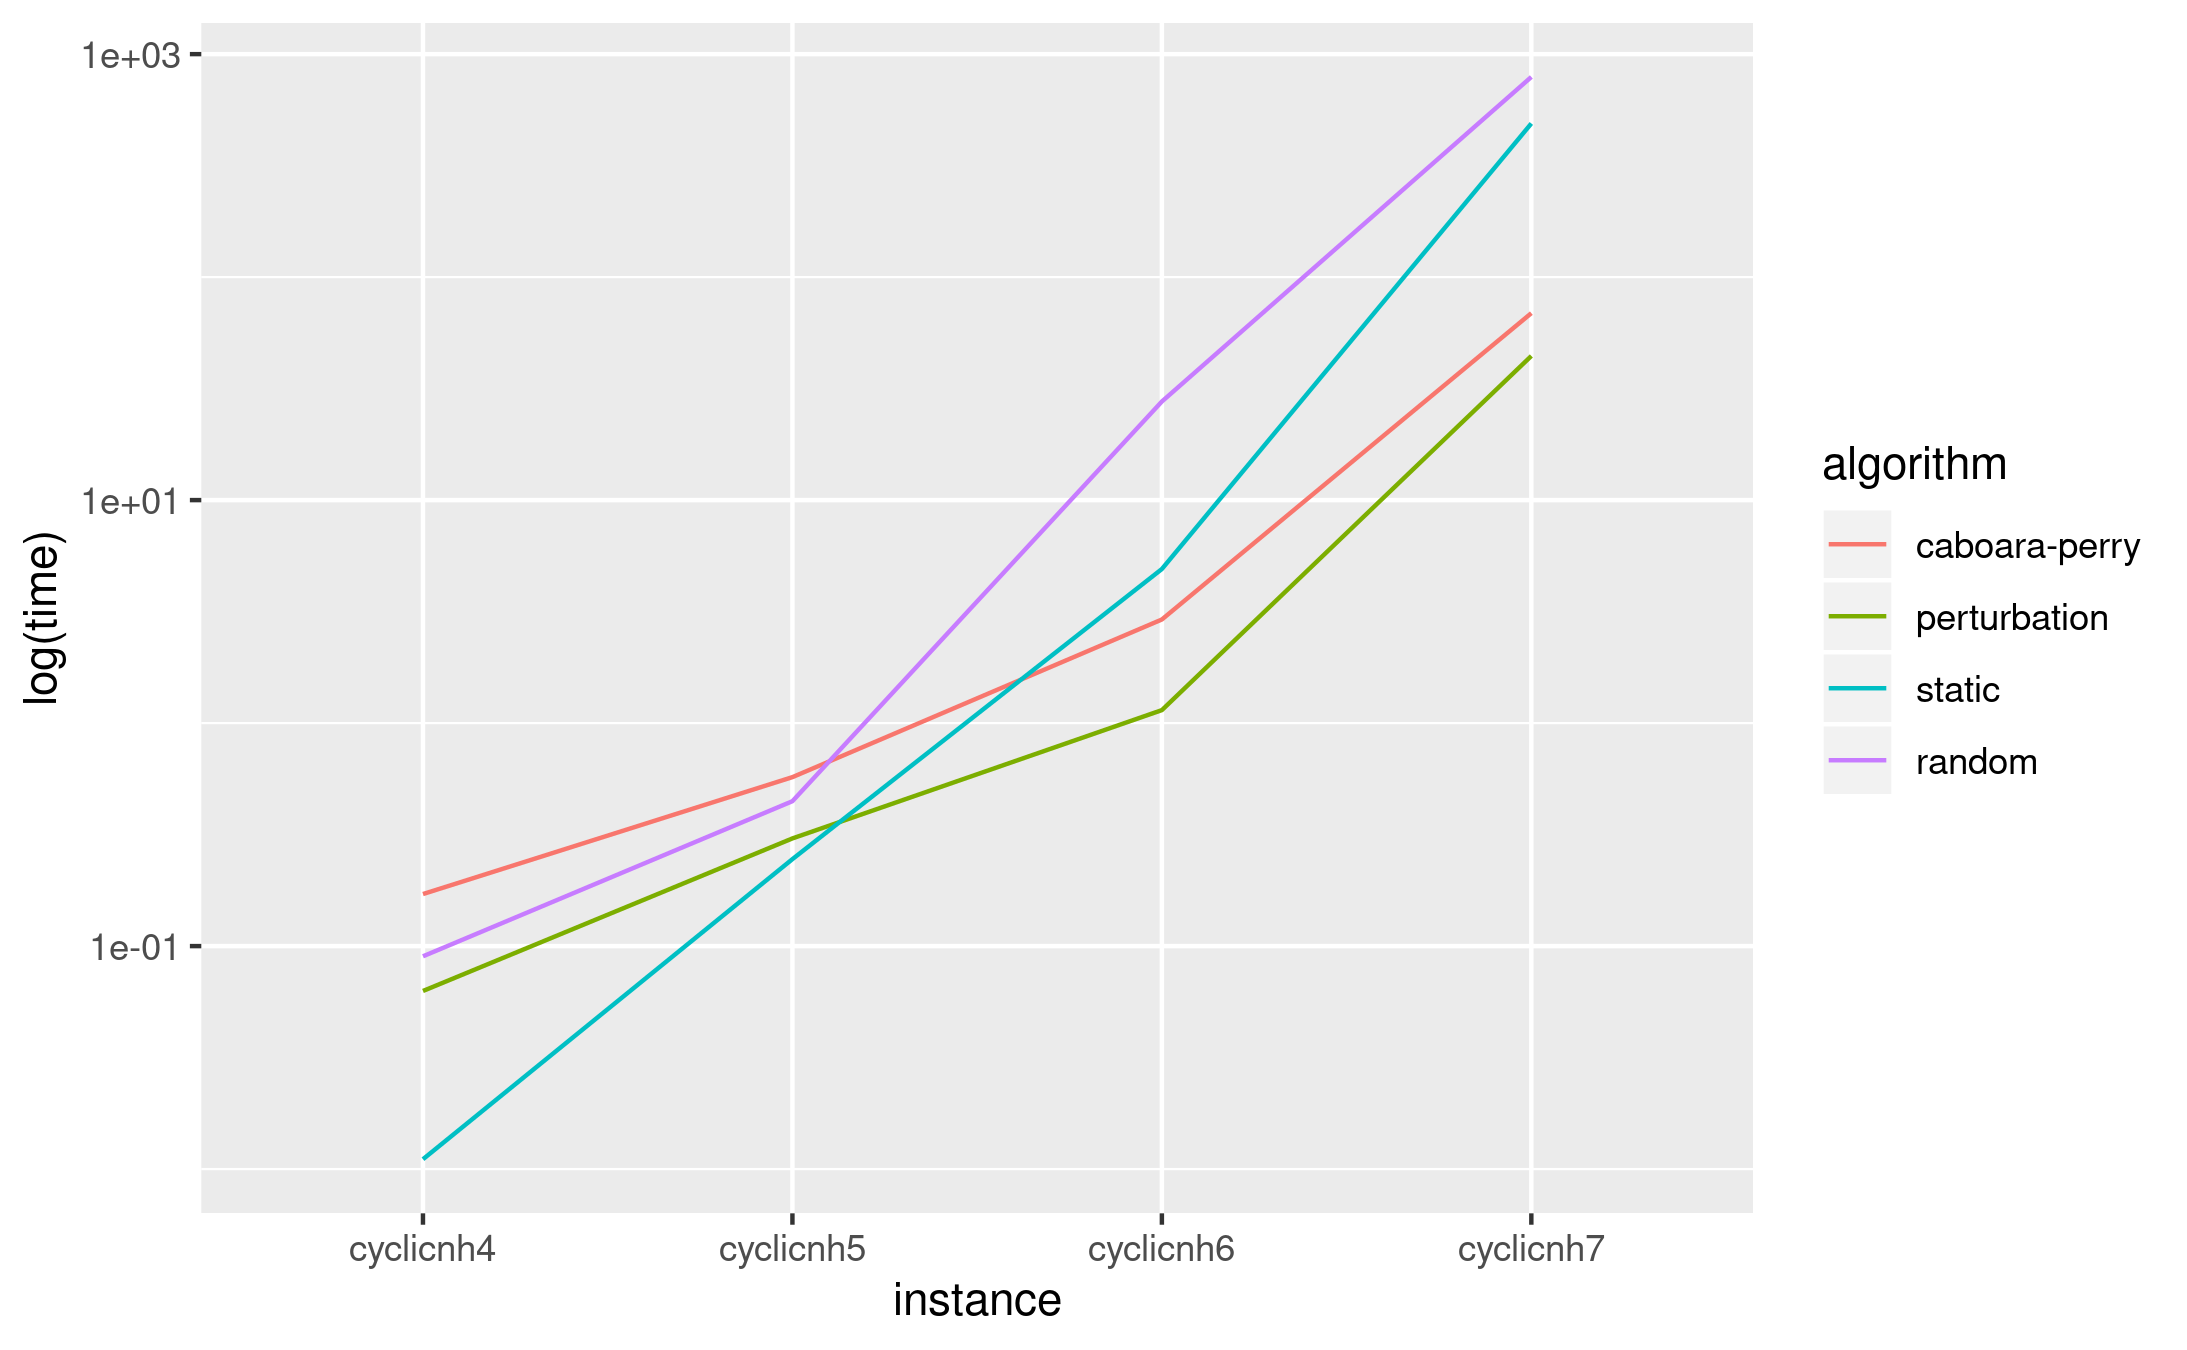 log(time)
1e+03
1e+01
1e-01
cyclicnh4 cyclicnh5 cyclicnh6 cyclicnh7
instance
algorithm
caboara-perry
perturbation
static
random